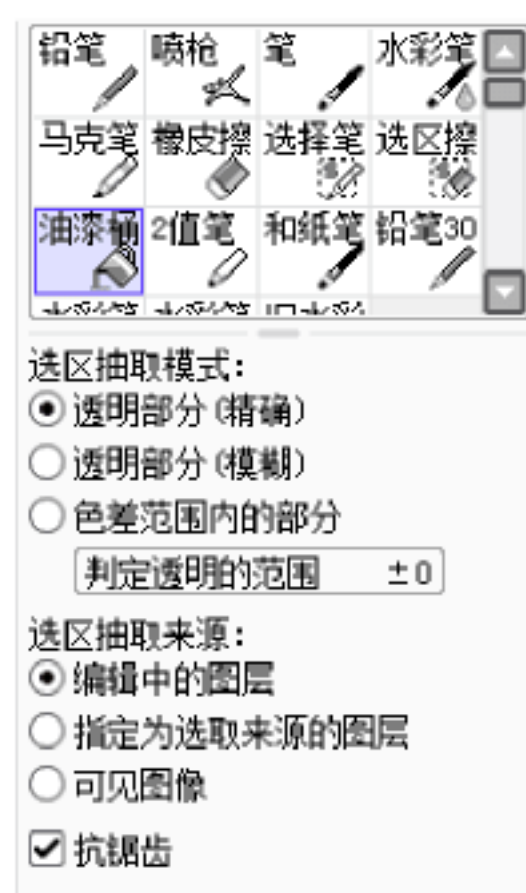 铅笔 喷枪 笔 水彩笔
马克笔 橡皮擦 选择笔 选区擦
油漆桶 2值笔 和纸笔 铅笔30
选区抽取模式:
透明部分(精确)
透明部分(模糊)
色差范围内的部分
判定透明的范围 ±0
选区抽取来源:
编辑中的图层
指定为选取来源的图层
可见图像
抗锯齿